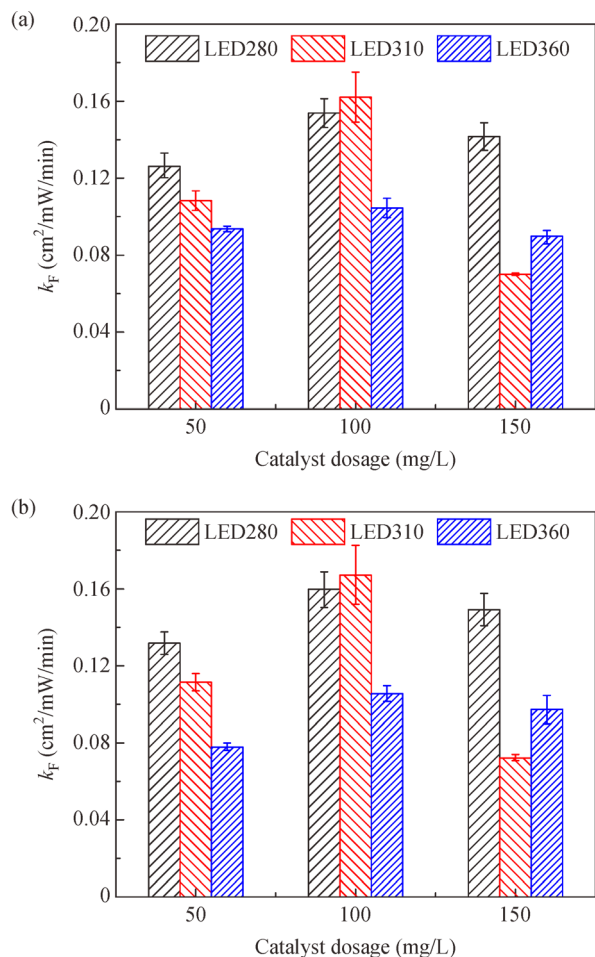 (a)
0.20
LED280 LED310 LED360
0.16
0.12
0.08
0.04
0
k_F (cm²/mW/min)
50 100 150
Catalyst dosage (mg/L)
(b)
0.20
LED280 LED310 LED360
0.16
0.12
0.08
0.04
0
k_F (cm²/mW/min)
50 100 150
Catalyst dosage (mg/L)